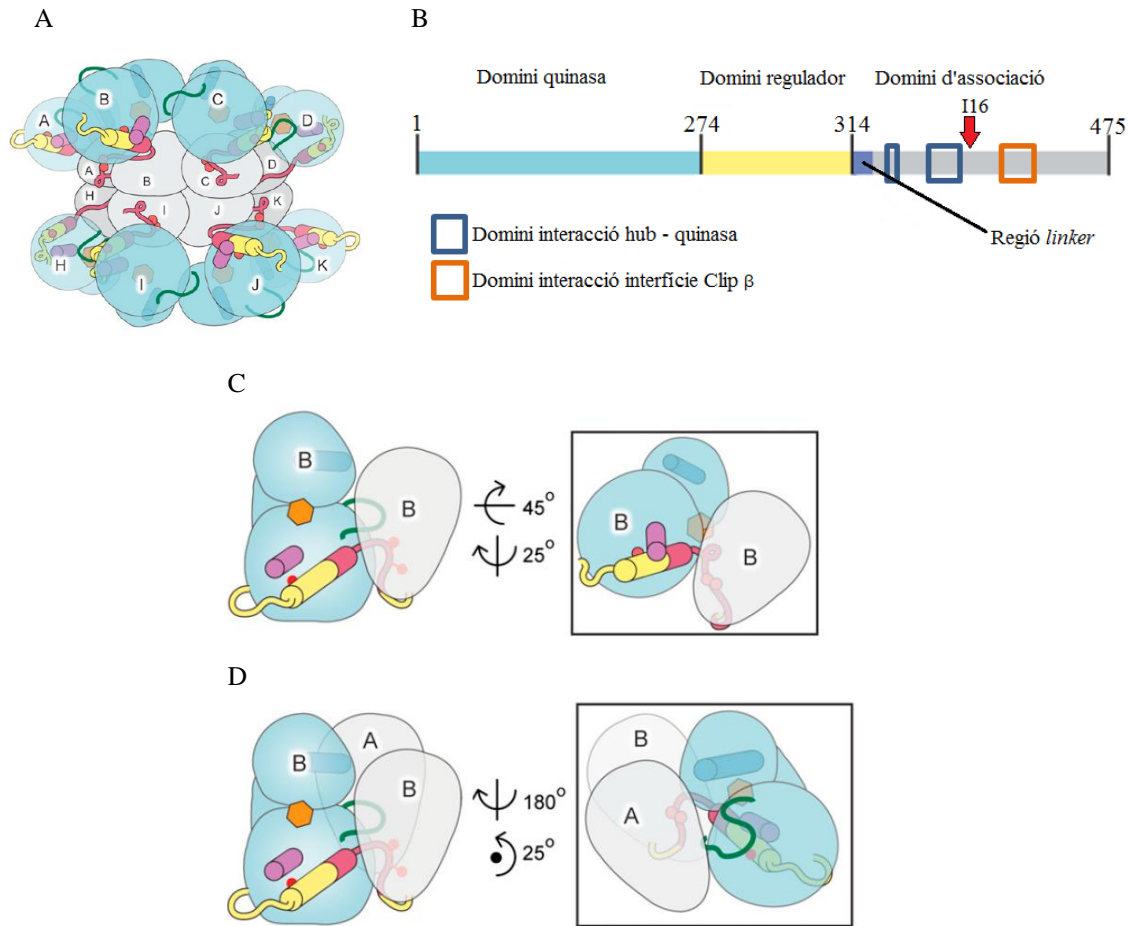 A
B
B
C
A
D
A
B
C
D
H
I
J
K
H
I
J
K
Domini quinasa
Domini regulador
Domini d'associació
I16
1
274
314
475
Regió linker
Domini interacció hub - quinasa
Domini interacció interfície Clip β
C
B
B
45°
25°
B
B
D
B
A
B
180°
25°
B
A